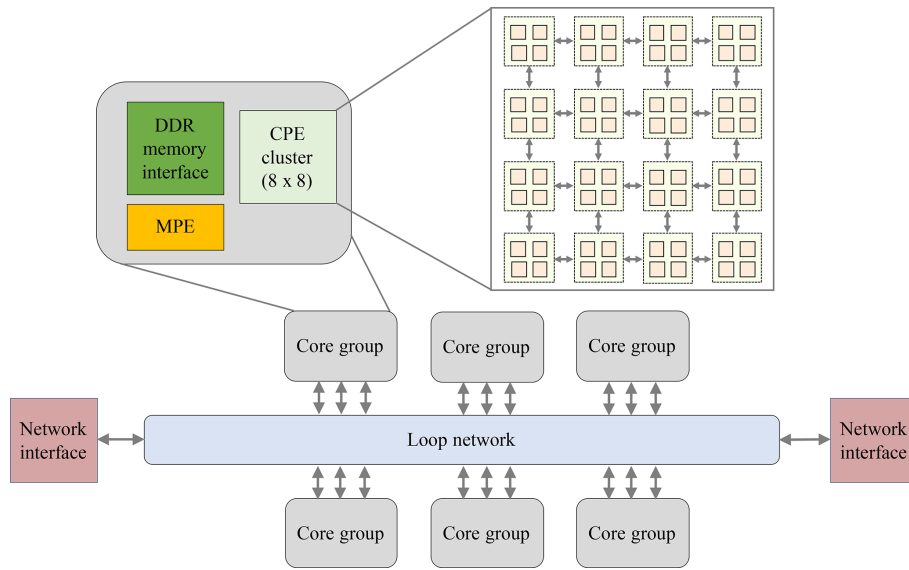 DDR
memory
interface
CPE
cluster
(8 x 8)
MPE
Core group
Core group
Core group
Network
interface
Loop network
Network
interface
Core group
Core group
Core group